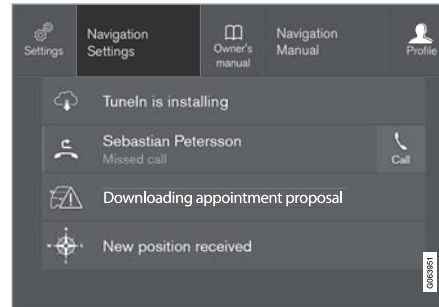 Settings
Navigation
Settings
Owner's
manual
Navigation
Manual
Profile
TuneIn is installing
Sebastian Petersson
Missed call
Call
Downloading appointment proposal
New position received
G063951